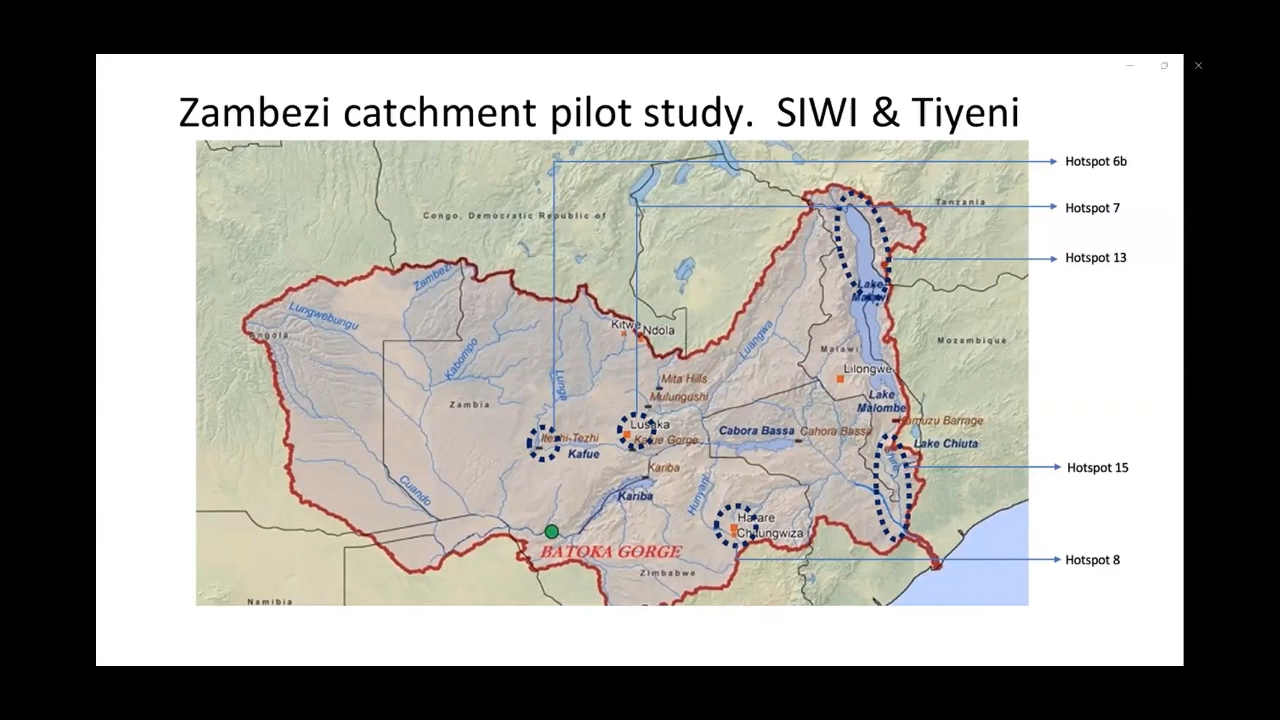 Zambezi catchment pilot study. SIWI & Tiyeni
Hotspot 6b
Hotspot 7
Hotspot 13
Hotspot 15
Hotspot 8
Congo, Democratic Republic of
Tanzania
Zambezi
Lungwebungu
Angola
Kabompo
Lunga
Kitwe
Ndola
Luangwa
Lake
Malawi
Malawi
Mozambique
Lilongwe
Mita Hills
Mulungushi
Zambia
Lake
Malombe
Kamuzu Barrage
Lusaka
Kafue Gorge
Itezhi-Tezhi
Kafue
Cabora Bassa
Cahora Bassa
Lake Chiuta
Shire
Kariba
Kariba
Cuando
Hunyani
Harare
Chitungwiza
BATOKA GORGE
Zimbabwe
Namibia